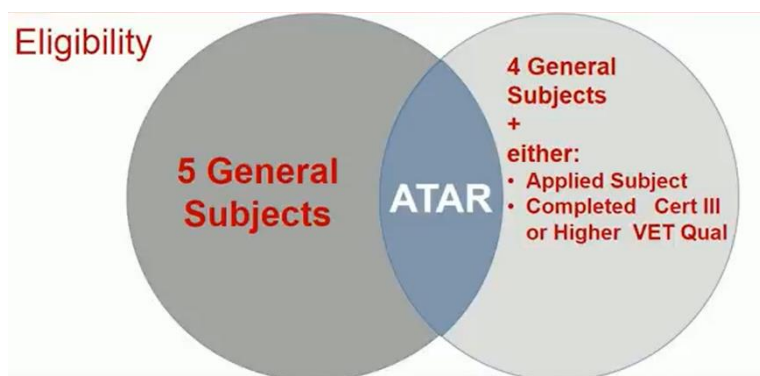 Eligibility
5 General
Subjects
ATAR
4 General
Subjects
+
either:
• Applied Subject
• Completed Cert III
or Higher VET Qual